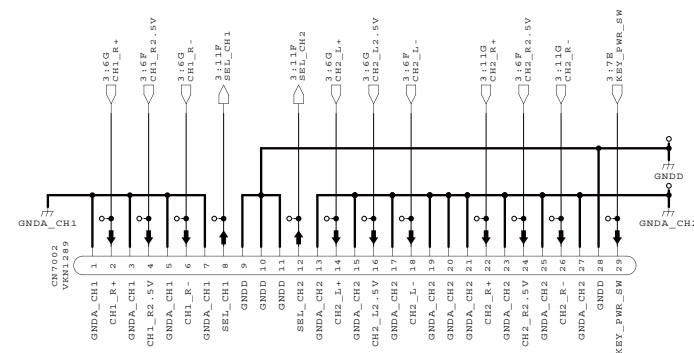 3:6G
CH1_R+
3:6F
CH1_R2.5V
3:6G
CH1_R-
3:11F
SEL_CH1
3:11F
SEL_CH2
3:6G
CH2_L+
3:6G
CH2_L2.5V
3:6F
CH2_L-
3:11G
CH2_R+
3:6F
CH2_R2.5V
3:11G
CH2_R-
3:7E
KEY_PWR_SW
GNDD
GNDA_CH1
GNDA_CH2
CN7002
VKN1289
1
2
3
4
5
6
7
8
9
10
11
12
13
14
15
16
17
18
19
20
21
22
23
24
25
26
27
28
29
GNDA_CH1
CH1_R+
GNDA_CH1
CH1_R2.5V
GNDA_CH1
CH1_R-
GNDA_CH1
SEL_CH1
GNDD
GNDD
GNDD
SEL_CH2
GNDA_CH2
CH2_L+
GNDA_CH2
CH2_L2.5V
GNDA_CH2
CH2_L-
GNDA_CH2
GNDA_CH2
GNDA_CH2
CH2_R+
GNDA_CH2
CH2_R2.5V
GNDA_CH2
CH2_R-
GNDA_CH2
GNDD
KEY_PWR_SW